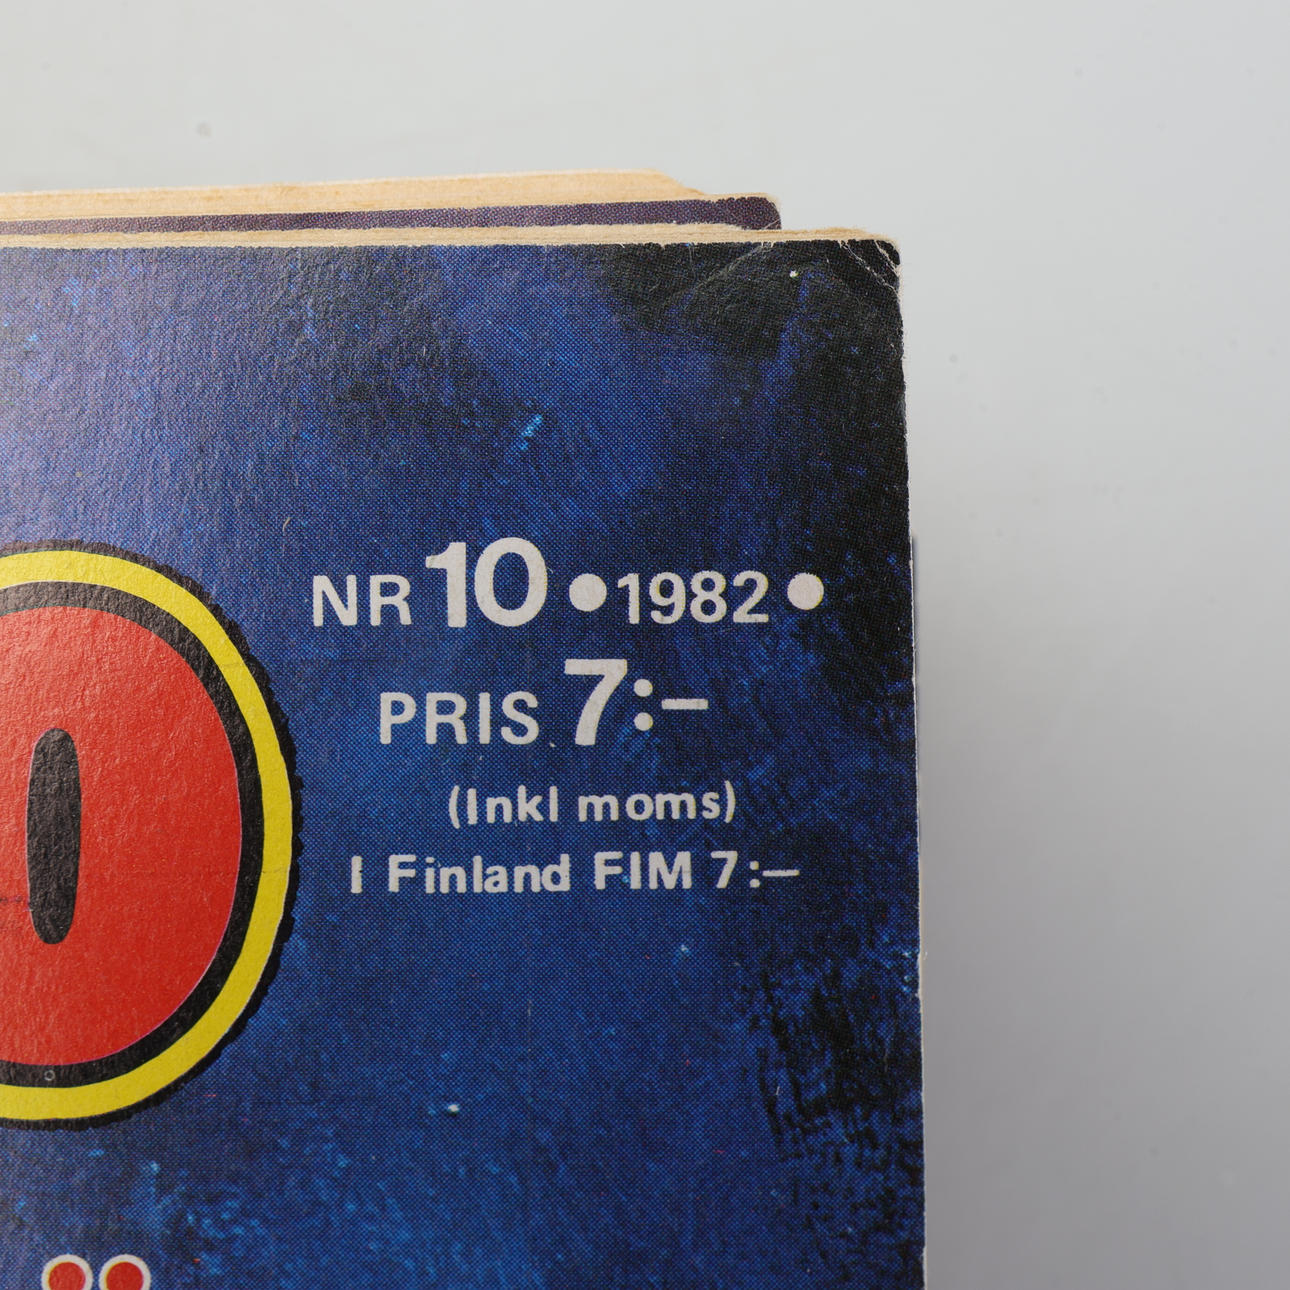 NR 10 • 1982 •
PRIS 7:–
(Inkl moms)
I Finland FIM 7:–